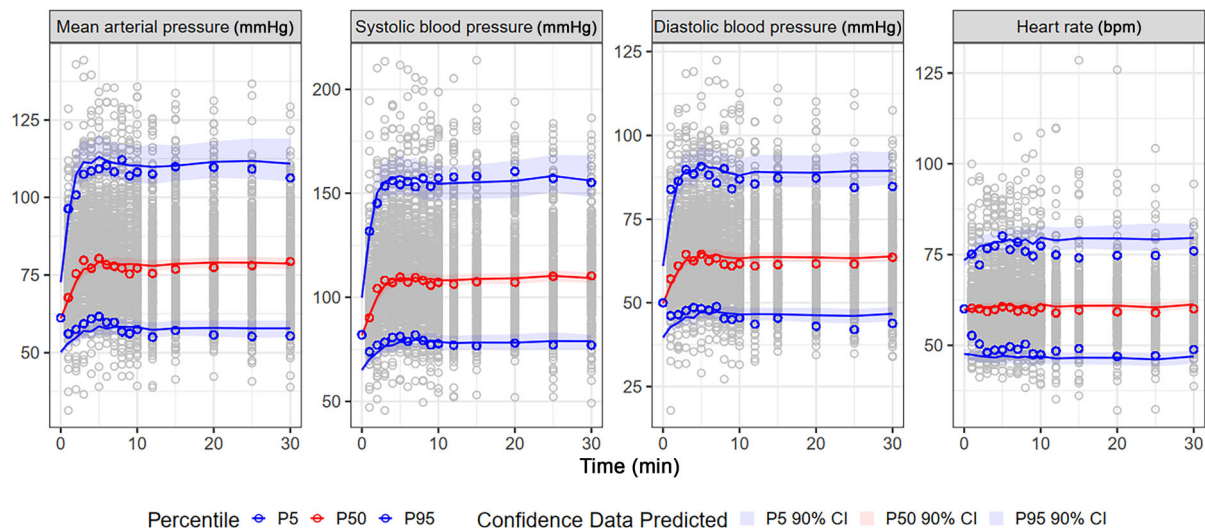 Mean arterial pressure (mmHg) Systolic blood pressure (mmHg) Diastolic blood pressure (mmHg) Heart rate (bpm)
125
100
75
50
0 10 20 30
200
150
100
50
0 10 20 30
125
100
75
50
25
0 10 20 30
125
100
75
50
0 10 20 30
Time (min)
Percentile P5 P50 P95 Confidence Data Predicted P5 90% CI P50 90% CI P95 90% CI